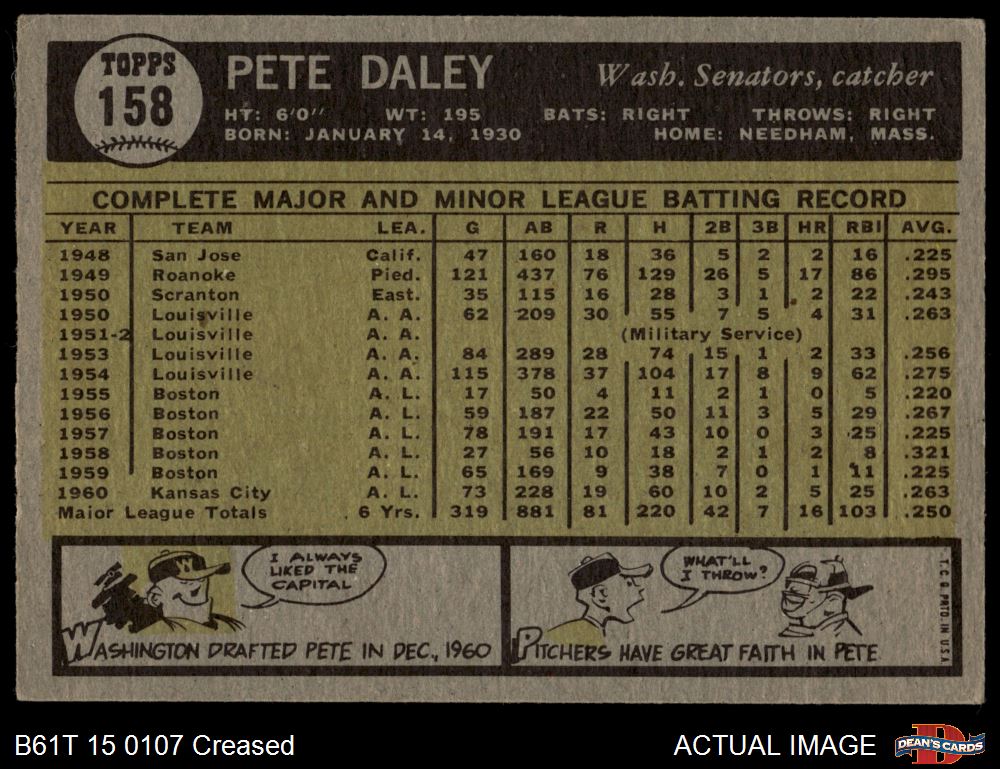 TOPPS
158
PETE DALEY
Wash. Senators, catcher
HT: 6'0" WT: 195 BATS: RIGHT THROWS: RIGHT
BORN: JANUARY 14, 1930 HOME: NEEDHAM, MASS.
COMPLETE MAJOR AND MINOR LEAGUE BATTING RECORD
YEAR TEAM LEA. G AB R H 2B 3B HR RBI AVG.
1948 San Jose Calif. 47 160 18 36 5 2 2 16 .225
1949 Roanoke Pied. 121 437 76 129 26 5 17 86 .295
1950 Scranton East. 35 115 16 28 3 1 2 22 .243
1950 Louisville A. A. 62 209 30 55 7 5 4 31 .263
1951-2 Louisville A. A. (Military Service)
1953 Louisville A. A. 84 289 28 74 15 1 2 33 .256
1954 Louisville A. A. 115 378 37 104 17 8 9 62 .275
1955 Boston A. L. 17 50 4 11 2 1 0 5 .220
1956 Boston A. L. 59 187 22 50 11 3 5 29 .267
1957 Boston A. L. 78 191 17 43 10 0 3 25 .225
1958 Boston A. L. 27 56 10 18 2 1 2 8 .321
1959 Boston A. L. 65 169 9 38 7 0 1 11 .225
1960 Kansas City A. L. 73 228 19 60 10 2 5 25 .263
Major League Totals 6 Yrs. 319 881 81 220 42 7 16 103 .250
I ALWAYS
LIKED THE
CAPITAL
W
WASHINGTON DRAFTED PETE IN DEC., 1960
WHAT'LL
I THROW?
PITCHERS HAVE GREAT FAITH IN PETE
T.C.G. PRTD. IN U.S.A.
B61T 15 0107 Creased
ACTUAL IMAGE
D
DEAN'S CARDS